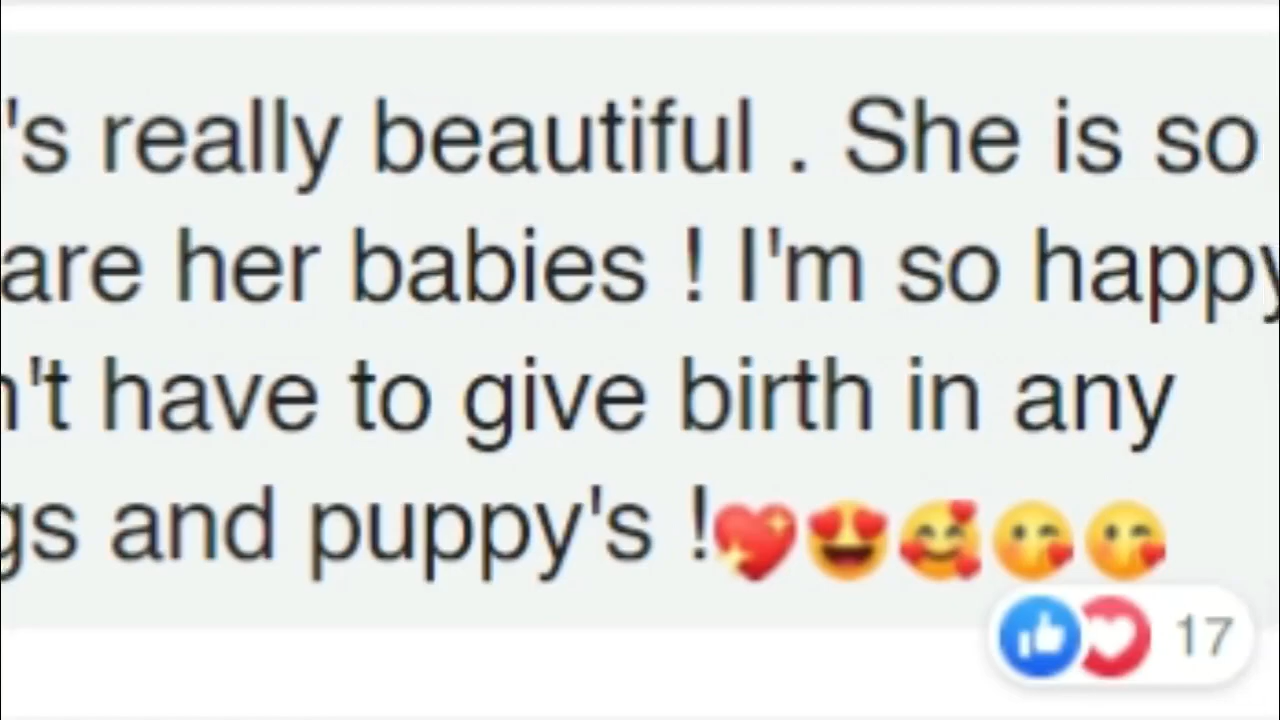 's really beautiful . She is so
are her babies ! I'm so happy
n't have to give birth in any
gs and puppy's !💖😍🥰😘😘
17